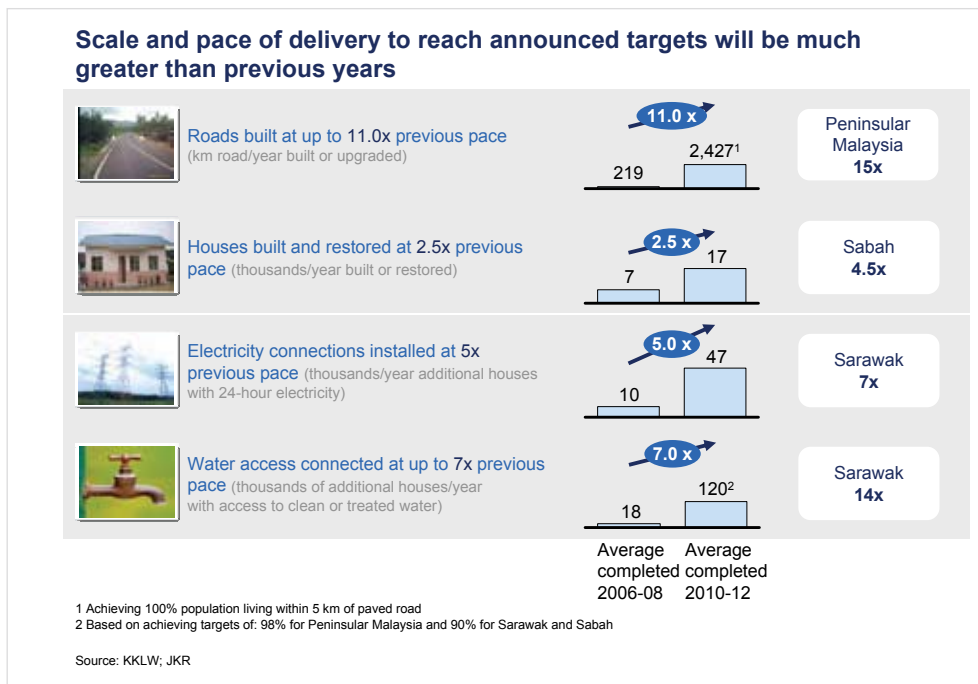 Scale and pace of delivery to reach announced targets will be much
greater than previous years
Roads built at up to 11.0x previous pace
(km road/year built or upgraded)
11.0 x
219
2,427¹
Peninsular
Malaysia
15x
Houses built and restored at 2.5x previous
pace (thousands/year built or restored)
2.5 x
7
17
Sabah
4.5x
Electricity connections installed at 5x
previous pace (thousands/year additional houses
with 24-hour electricity)
5.0 x
10
47
Sarawak
7x
Water access connected at up to 7x previous
pace (thousands of additional houses/year
with access to clean or treated water)
7.0 x
18
120²
Sarawak
14x
Average
completed
2006-08
Average
completed
2010-12
1 Achieving 100% population living within 5 km of paved road
2 Based on achieving targets of: 98% for Peninsular Malaysia and 90% for Sarawak and Sabah
Source: KKLW; JKR